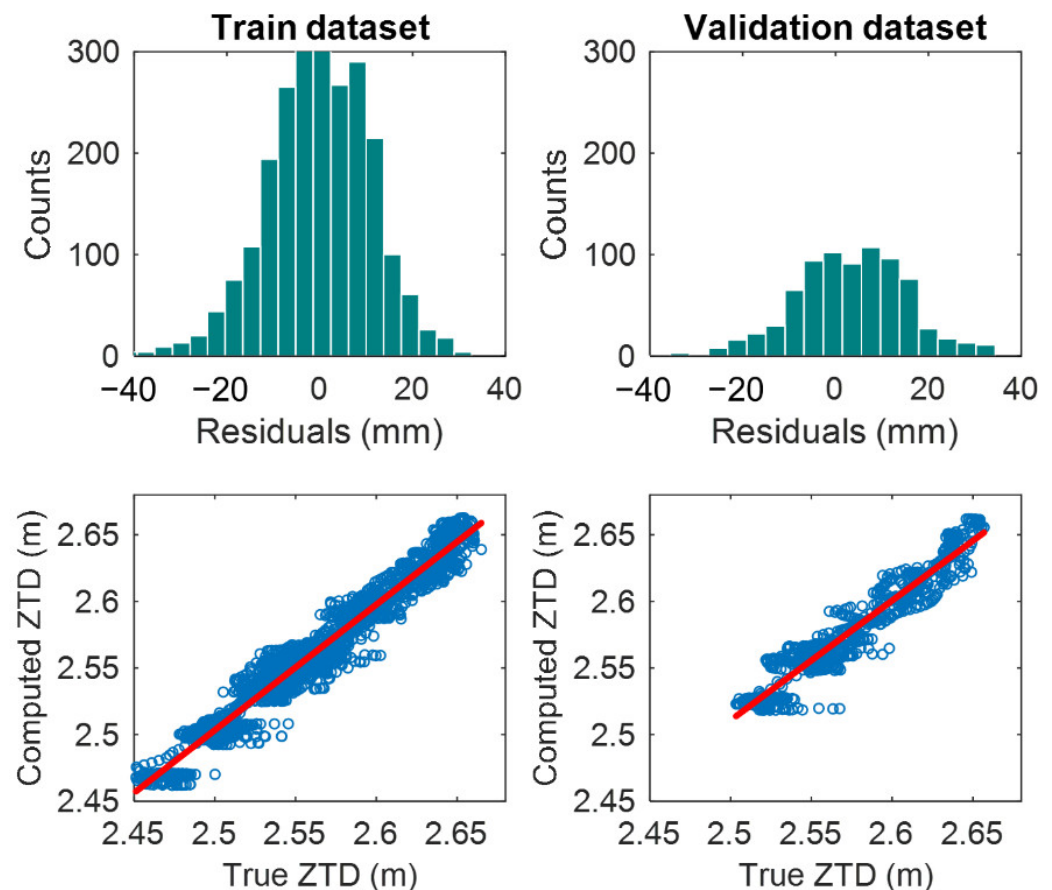 Train dataset
300
200
100
0
Counts
−40 −20 0 20 40
Residuals (mm)
Validation dataset
300
200
100
0
Counts
−40 −20 0 20 40
Residuals (mm)
2.65
2.6
2.55
2.5
2.45
Computed ZTD (m)
2.45 2.5 2.55 2.6 2.65
True ZTD (m)
2.65
2.6
2.55
2.5
2.45
Computed ZTD (m)
2.45 2.5 2.55 2.6 2.65
True ZTD (m)